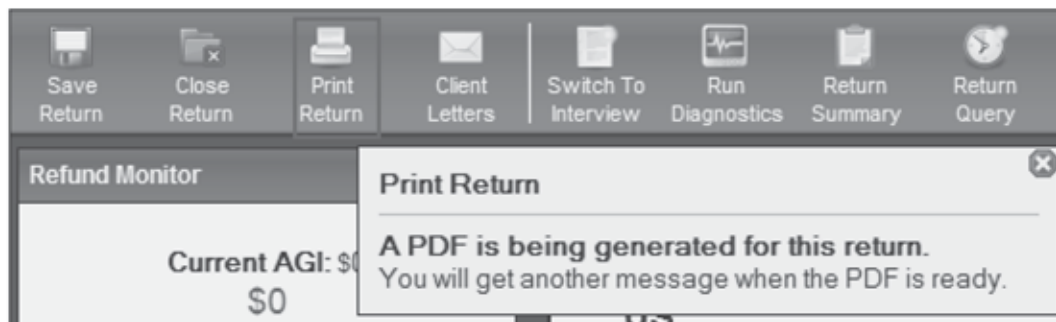 Save Return
Close Return
Print Return
Client Letters
Switch To Interview
Run Diagnostics
Return Summary
Return Query
Refund Monitor
Print Return
A PDF is being generated for this return.
You will get another message when the PDF is ready.
Current AGI:
$0